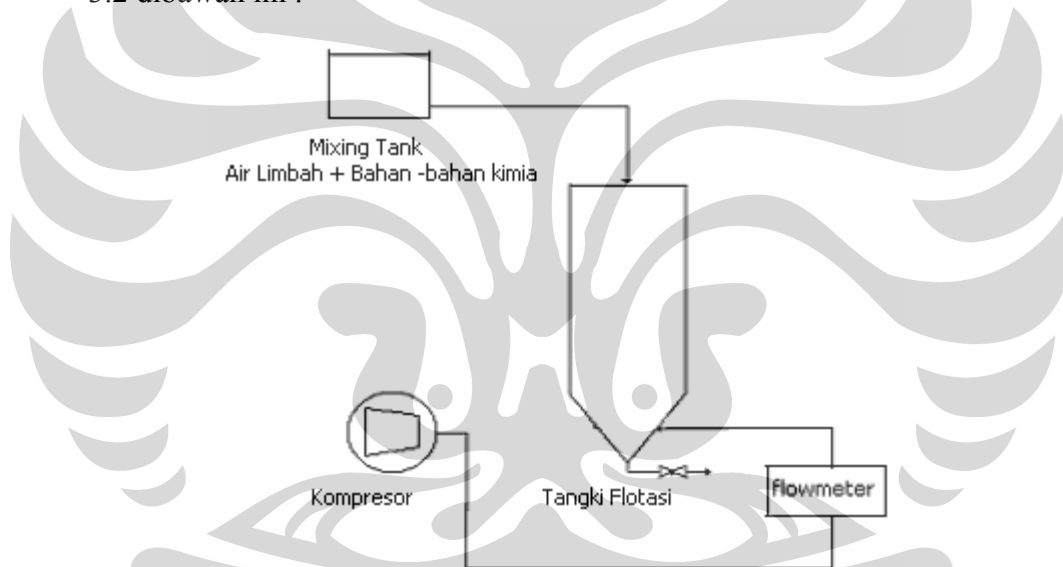 Mixing Tank
Air Limbah + Bahan -bahan kimia
Kompresor
Tangki Flotasi
flowmeter